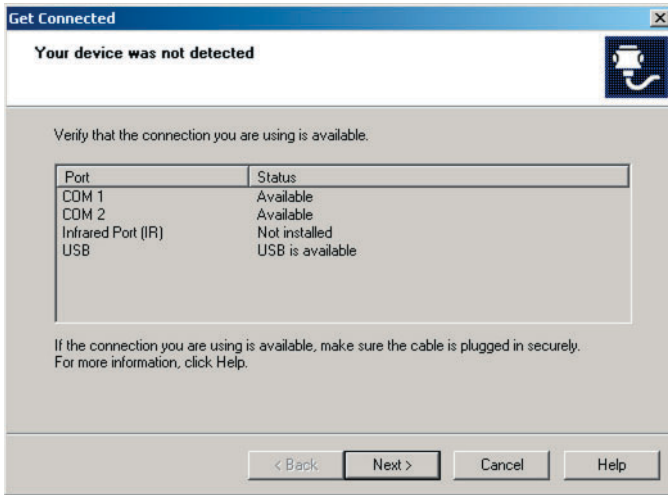 Get Connected
Your device was not detected
Verify that the connection you are using is available.
Port Status
COM 1 Available
COM 2 Available
Infrared Port (IR) Not installed
USB USB is available
If the connection you are using is available, make sure the cable is plugged in securely.
For more information, click Help.
< Back Next > Cancel Help